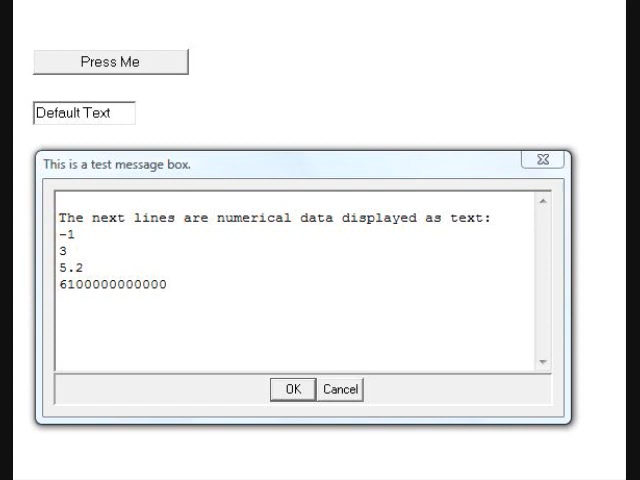 Press Me
Default Text
This is a test message box.
The next lines are numerical data displayed as text:
-1
3
5.2
6100000000000
OK Cancel